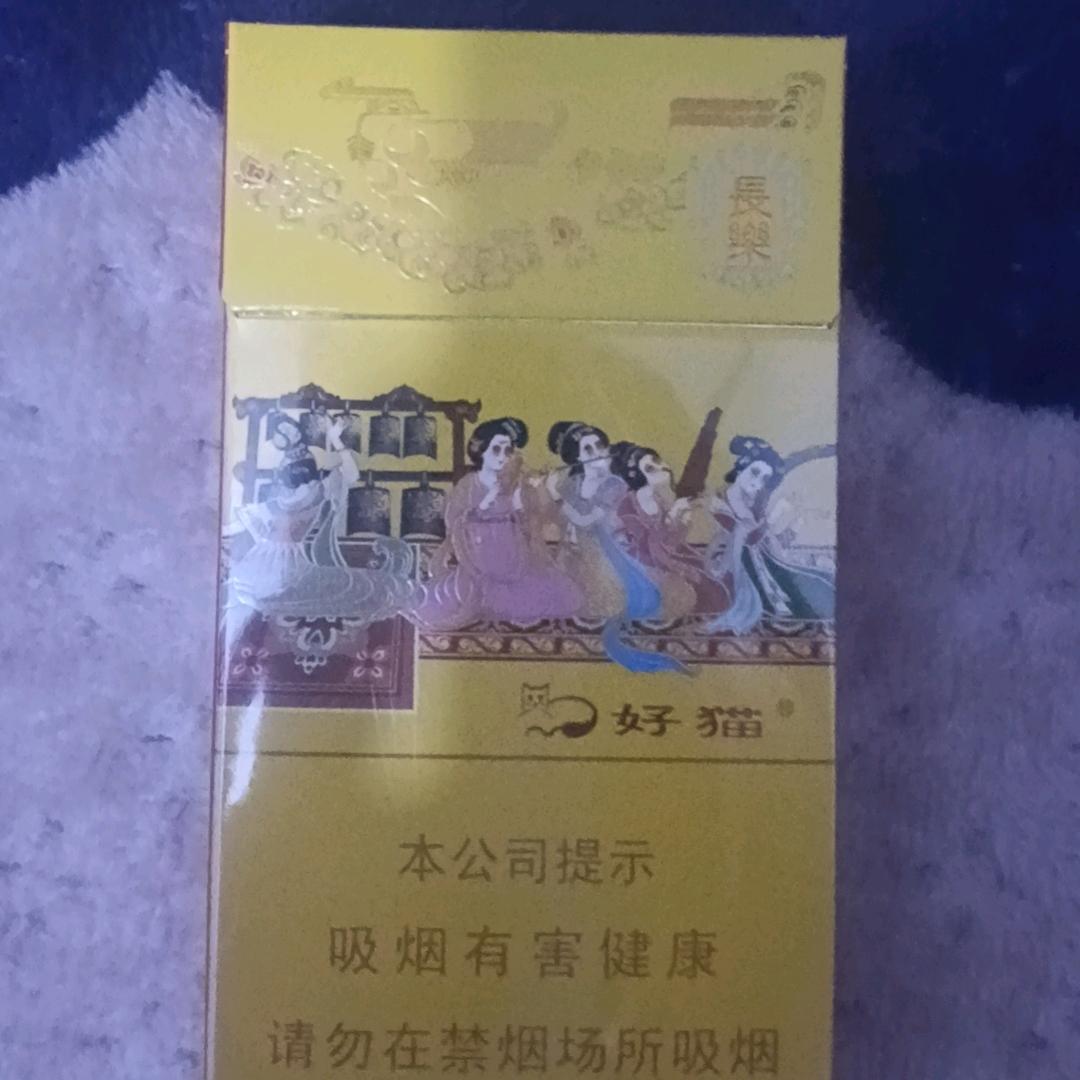 長樂
好猫
本公司提示
吸烟有害健康
请勿在禁烟场所吸烟